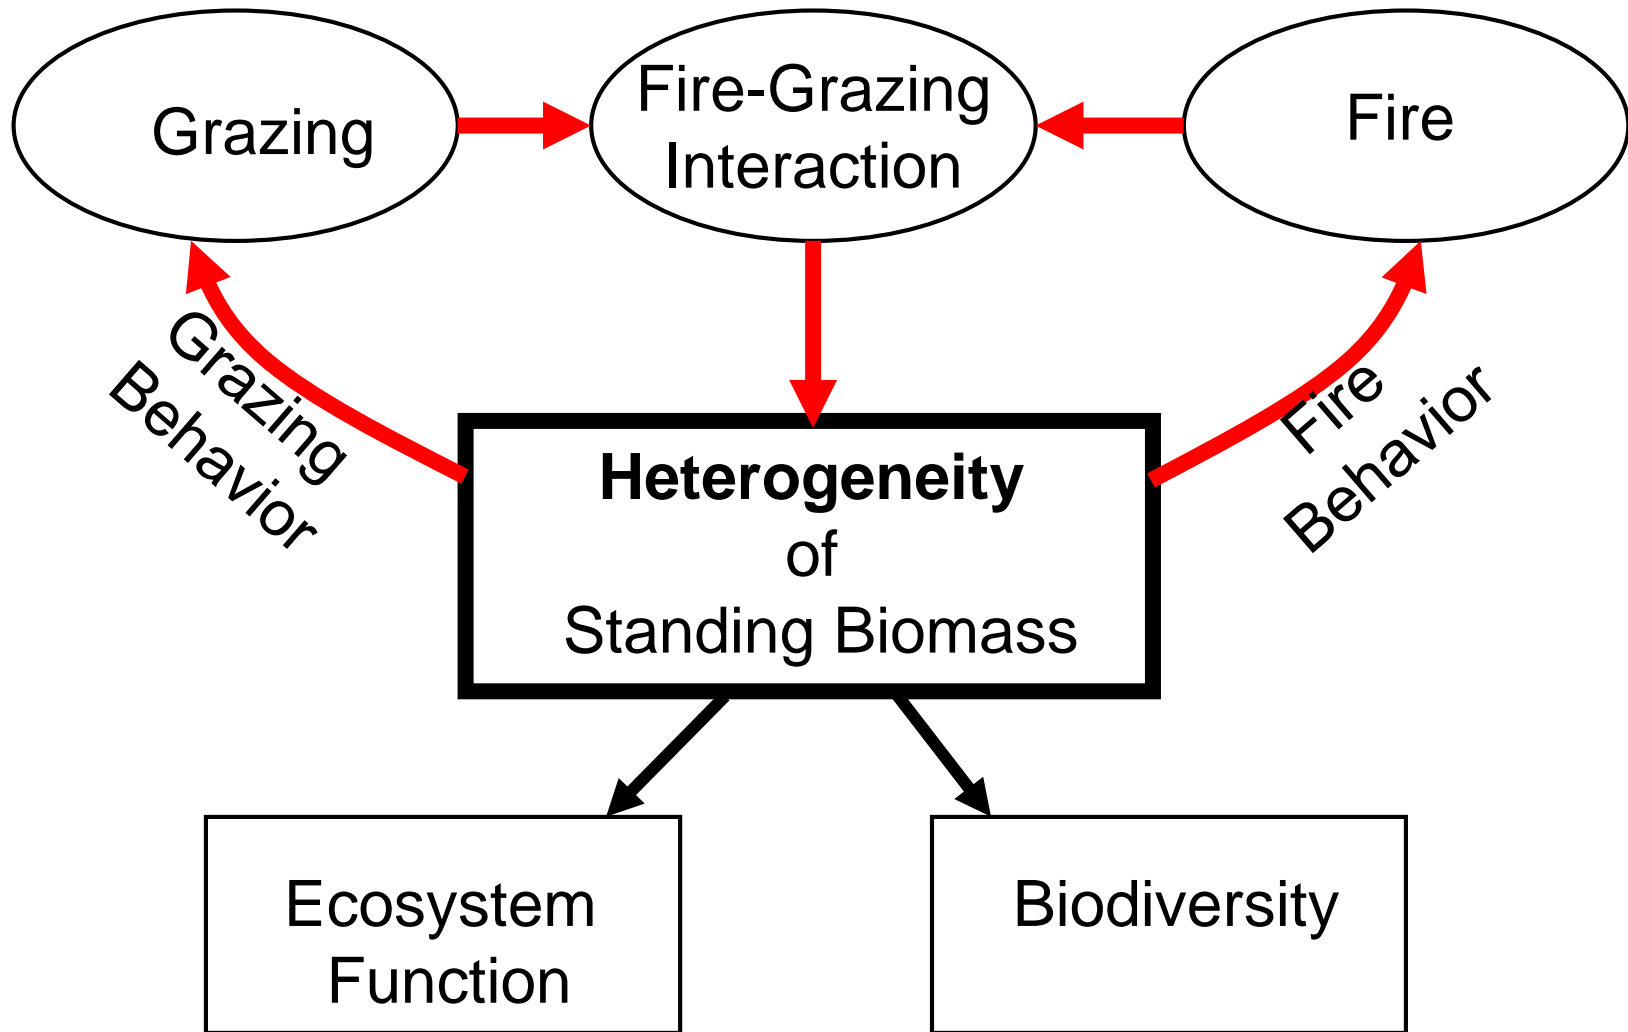 Grazing
Fire-Grazing
Interaction
Fire
Grazing
Behavior
Fire
Behavior
Heterogeneity
of
Standing Biomass
Ecosystem
Function
Biodiversity